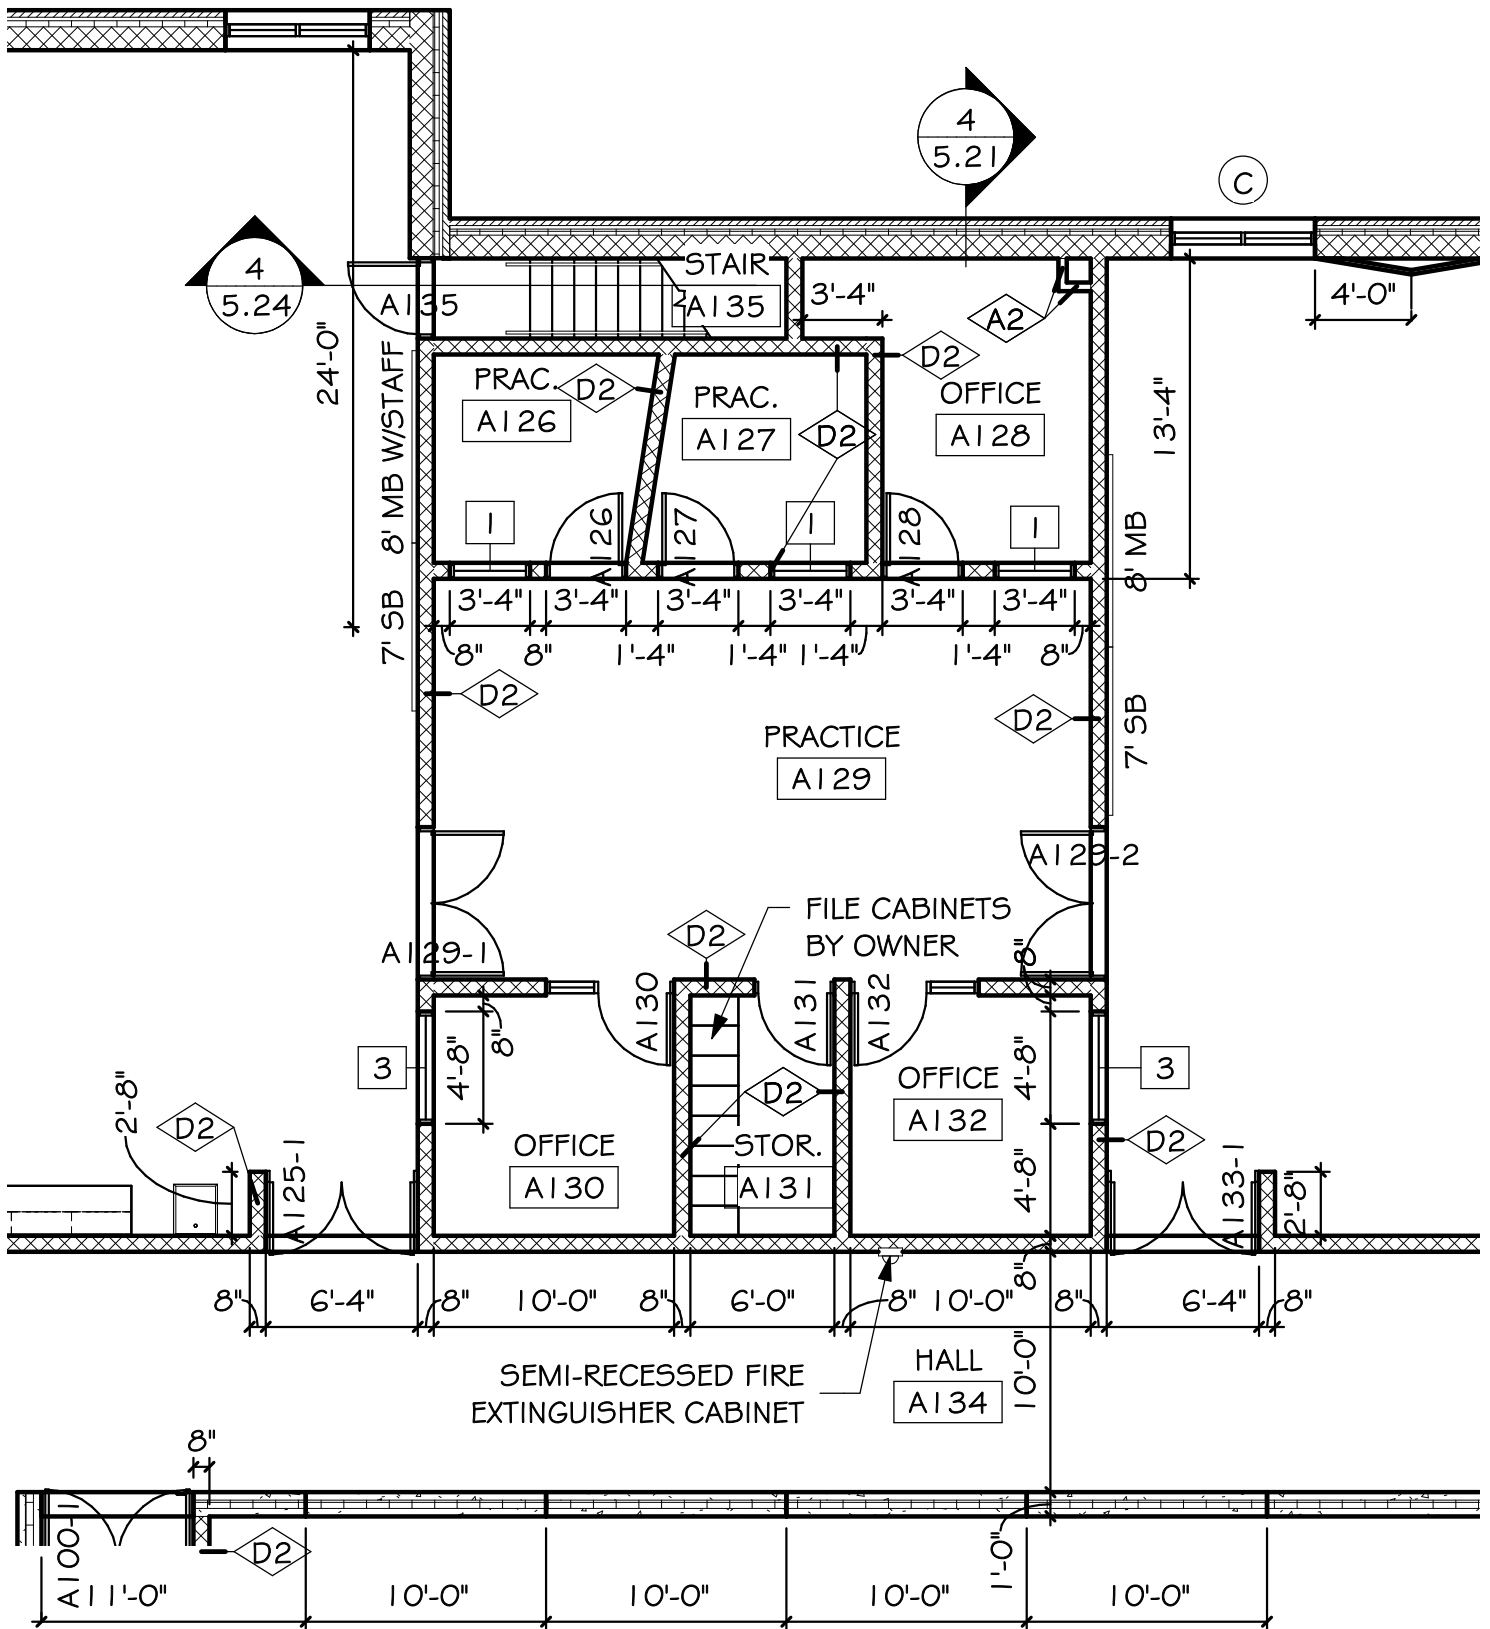 4
5.21
C
4
5.24
STAIR
A135
A135
3'-4"
A2
4'-0"
24'-0"
8' MB W/STAFF
7' SB
PRAC.
A126
D2
PRAC.
A127
D2
D2
OFFICE
A128
13'-4"
1
A126
A127
1
A128
1
8' MB
7' SB
3'-4"
3'-4"
3'-4"
3'-4"
3'-4"
3'-4"
8"
8"
1'-4"
1'-4"
1'-4"
1'-4"
8"
D2
D2
PRACTICE
A129
A129-2
A129-1
FILE CABINETS
BY OWNER
D2
8"
A130
A131
A132
8"
3
4'-8"
4'-8"
3
2'-8"
D2
A125-1
OFFICE
A130
D2
STOR.
A131
OFFICE
A132
4'-8"
D2
A133-1
2'-8"
8"
6'-4"
8"
10'-0"
8"
6'-0"
8"
10'-0"
8"
8"
6'-4"
8"
SEMI-RECESSED FIRE
EXTINGUISHER CABINET
HALL
A134
10'-0"
8"
A100-1
D2
1'-0"
11'-0"
10'-0"
10'-0"
10'-0"
10'-0"